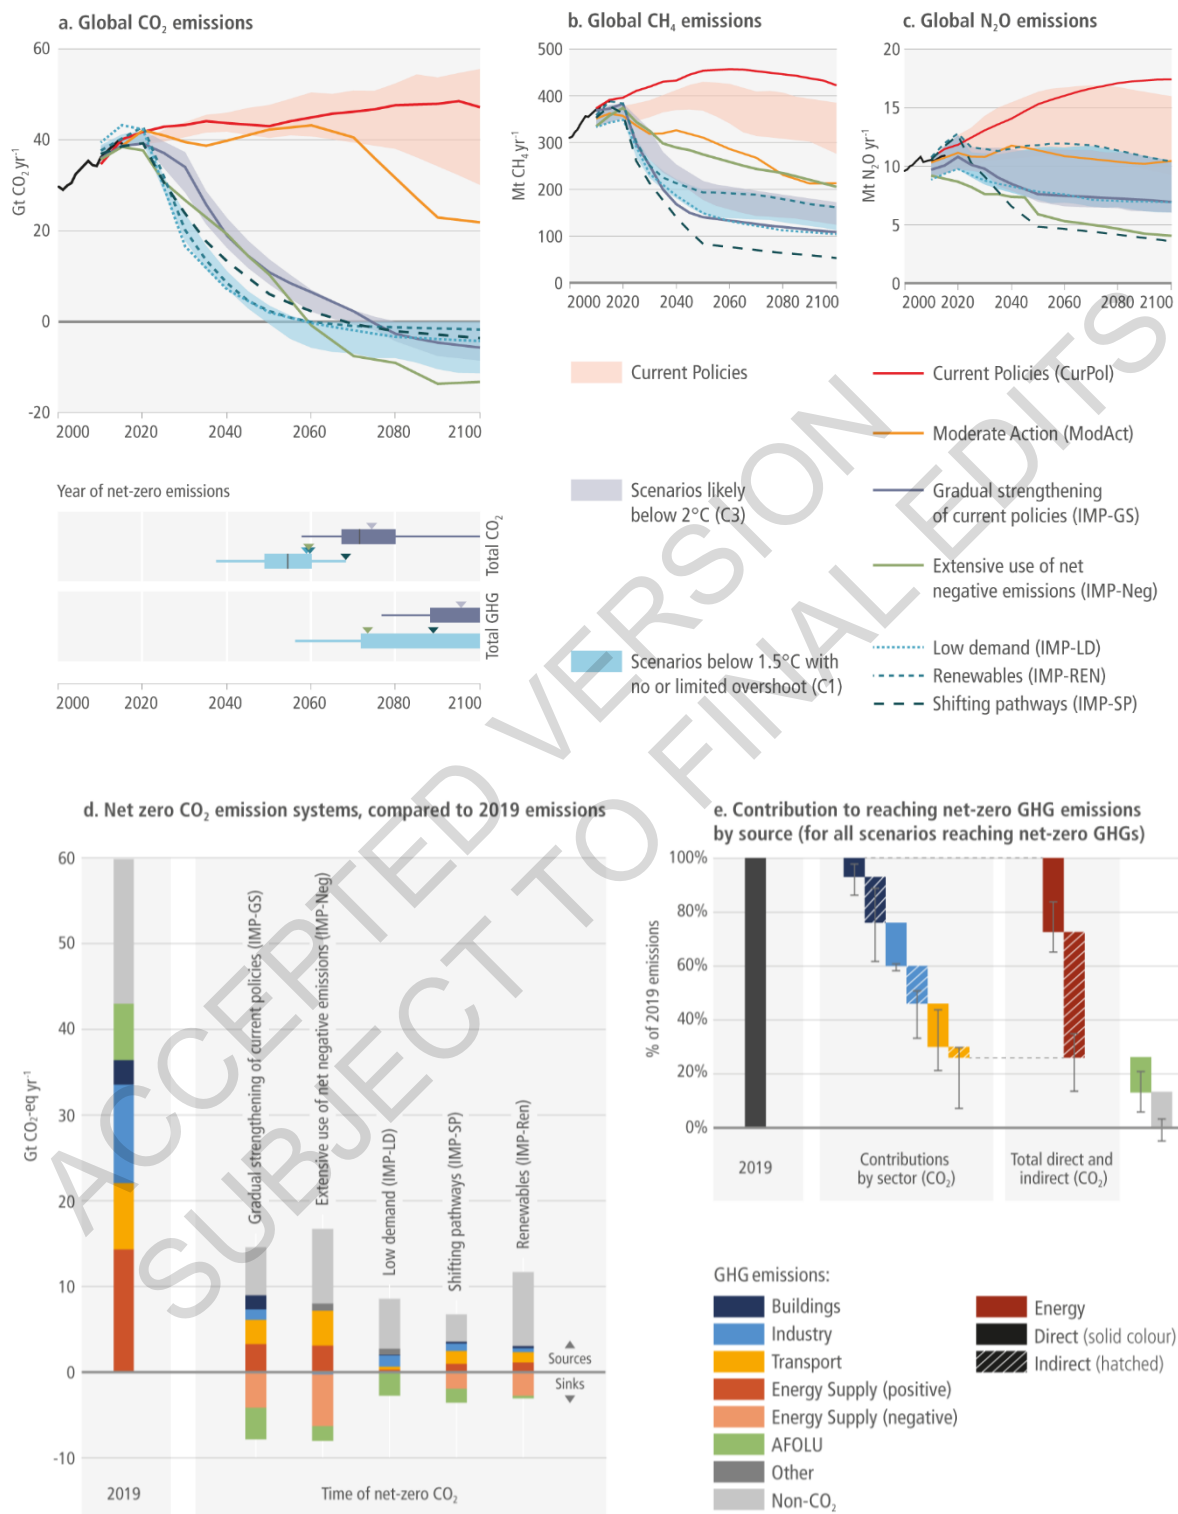 a. Global CO₂ emissions
60
40
20
0
-20
Gt CO₂ yr⁻¹
2000 2020 2040 2060 2080 2100
b. Global CH₄ emissions
500
400
300
200
100
0
Mt CH₄ yr⁻¹
2000 2020 2040 2060 2080 2100
c. Global N₂O emissions
20
15
10
5
0
Mt N₂O yr⁻¹
2000 2020 2040 2060 2080 2100
Year of net-zero emissions
Total CO₂
Total GHG
2000 2020 2040 2060 2080 2100
Current Policies
Scenarios likely
below 2°C (C3)
Scenarios below 1.5°C with
no or limited overshoot (C1)
Current Policies (CurPol)
Moderate Action (ModAct)
Gradual strengthening
of current policies (IMP-GS)
Extensive use of net
negative emissions (IMP-Neg)
Low demand (IMP-LD)
Renewables (IMP-REN)
Shifting pathways (IMP-SP)
ACCEPTED VERSION
SUBJECT TO FINAL EDITS
d. Net zero CO₂ emission systems, compared to 2019 emissions
60
50
40
30
20
10
0
-10
Gt CO₂-eq yr⁻¹
Gradual strengthening of current policies (IMP-GS)
Extensive use of net negative emissions (IMP-Neg)
Low demand (IMP-LD)
Shifting pathways (IMP-SP)
Renewables (IMP-Ren)
Sources
Sinks
2019
Time of net-zero CO₂
e. Contribution to reaching net-zero GHG emissions
by source (for all scenarios reaching net-zero GHGs)
100%
80%
60%
40%
20%
0%
% of 2019 emissions
2019
Contributions
by sector (CO₂)
Total direct and
indirect (CO₂)
GHG emissions:
Buildings
Industry
Transport
Energy Supply (positive)
Energy Supply (negative)
AFOLU
Other
Non-CO₂
Energy
Direct (solid colour)
Indirect (hatched)